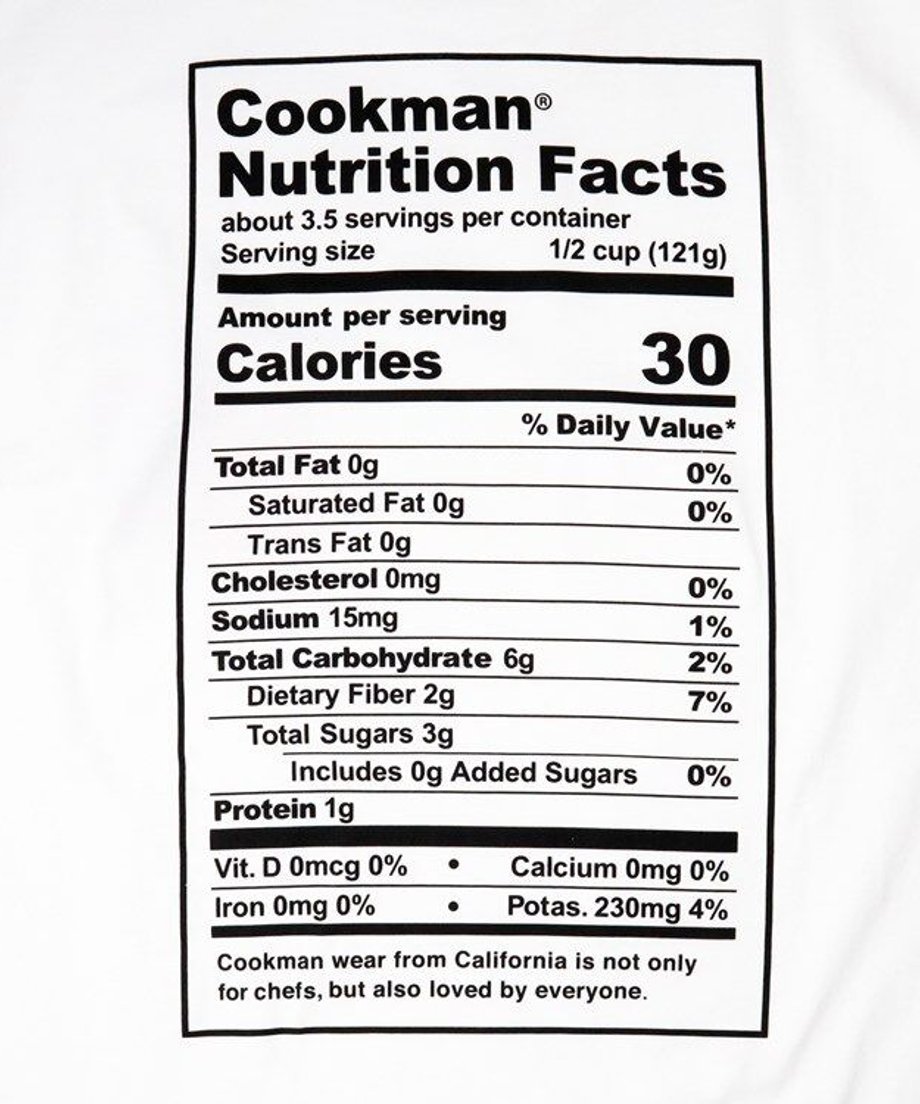 Cookman®
Nutrition Facts
about 3.5 servings per container
Serving size 1/2 cup (121g)
Amount per serving
Calories 30
% Daily Value*
Total Fat 0g 0%
Saturated Fat 0g 0%
Trans Fat 0g
Cholesterol 0mg 0%
Sodium 15mg 1%
Total Carbohydrate 6g 2%
Dietary Fiber 2g 7%
Total Sugars 3g
Includes 0g Added Sugars 0%
Protein 1g
Vit. D 0mcg 0% • Calcium 0mg 0%
Iron 0mg 0% • Potas. 230mg 4%
Cookman wear from California is not only
for chefs, but also loved by everyone.